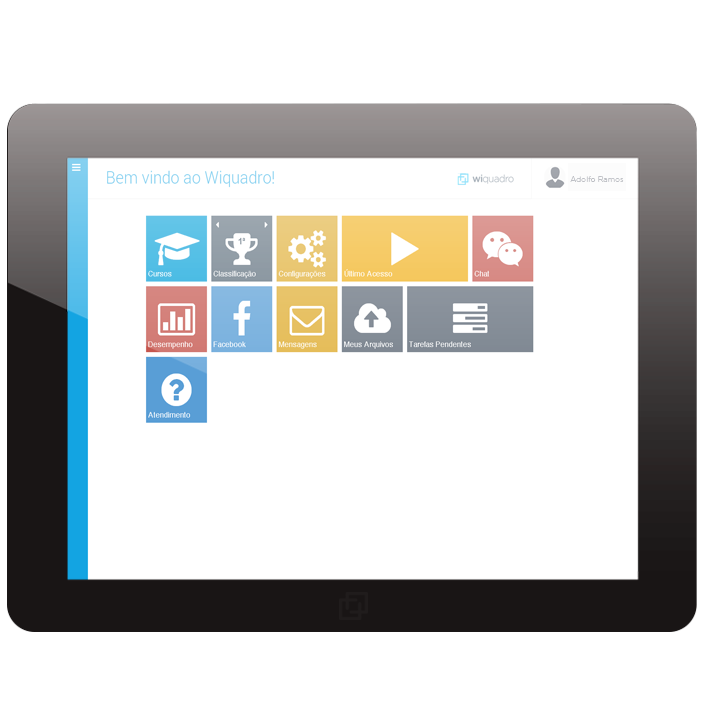 Bem vindo ao Wiquadro!
wiquadro
Adolfo Ramos
Cursos
1º
Classificação
Configurações
Último Acesso
Chat
Desempenho
Facebook
Mensagens
Meus Arquivos
Tarefas Pendentes
Atendimento